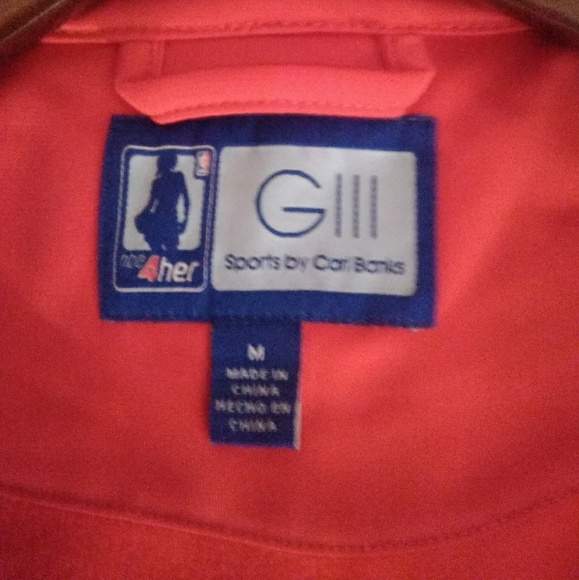 nba
4her
GIII
Sports by Carl Banks
M
MADE IN
CHINA
HECHO EN
CHINA